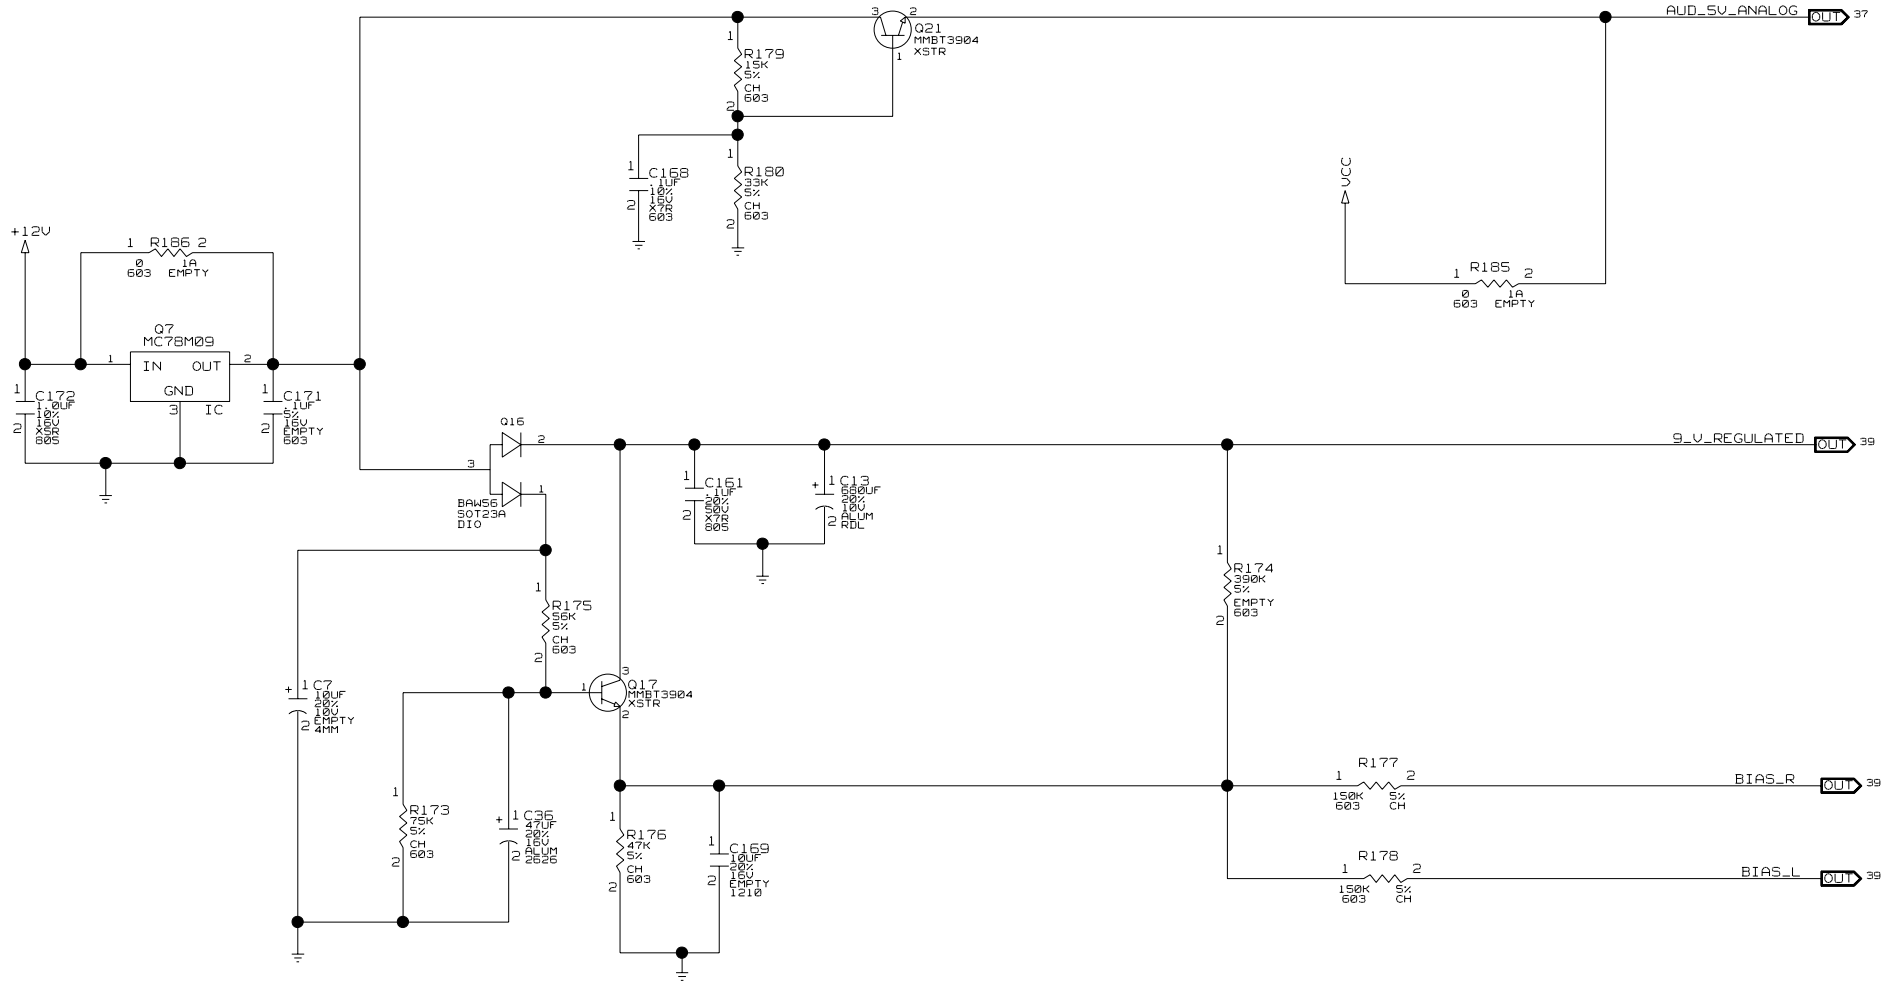 AUD_5V_ANALOG
OUT 37
3
2
Q21
MMBT3904
XSTR
1
1
R179
15K
5%
CH
603
2
1
C168
.1UF
10%
16V
X7R
603
2
1
R180
33K
5%
CH
603
2
VCC
1 R185 2
0 1A
603 EMPTY
+12V
1 R186 2
0 1A
603 EMPTY
Q7
MC78M09
1
IN OUT
2
GND
3 IC
1
C172
1.0UF
10%
16V
X5R
805
2
1
C171
.1UF
5%
16V
EMPTY
603
2
Q16
2
3
1
BAW56
SOT23A
DIO
9_V_REGULATED
OUT 39
1
C161
.1UF
20%
50V
X7R
805
2
+ 1 C13
680UF
20%
10V
ALUM
2 RDL
1
R174
390K
5%
EMPTY
603
2
1
R175
56K
5%
CH
603
2
+ 1 C7
10UF
20%
10V
2 EMPTY
4MM
3
1
Q17
MMBT3904
XSTR
2
1
R173
75K
5%
CH
603
2
+ 1 C36
47UF
20%
16V
ALUM
2 2626
1
R176
47K
5%
CH
603
2
1
C169
10UF
20%
16V
EMPTY
1210
2
1 R177 2
150K 5%
603 CH
BIAS_R
OUT 39
1 R178 2
150K 5%
603 CH
BIAS_L
OUT 39